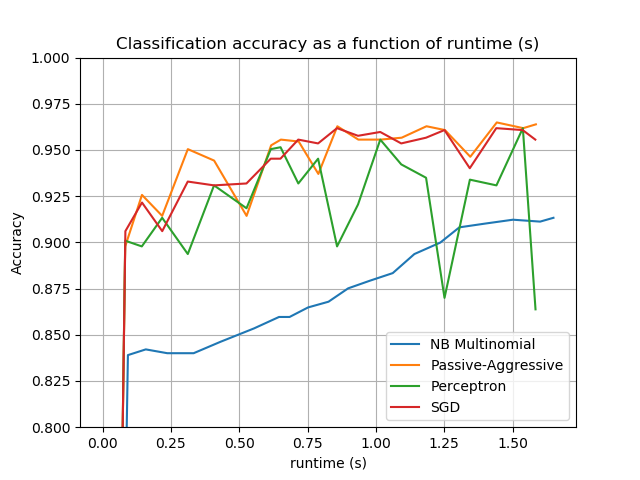 Classification accuracy as a function of runtime (s)
1.000
0.975
0.950
0.925
0.900
0.875
0.850
0.825
0.800
Accuracy
0.00 0.25 0.50 0.75 1.00 1.25 1.50
runtime (s)
NB Multinomial
Passive-Aggressive
Perceptron
SGD